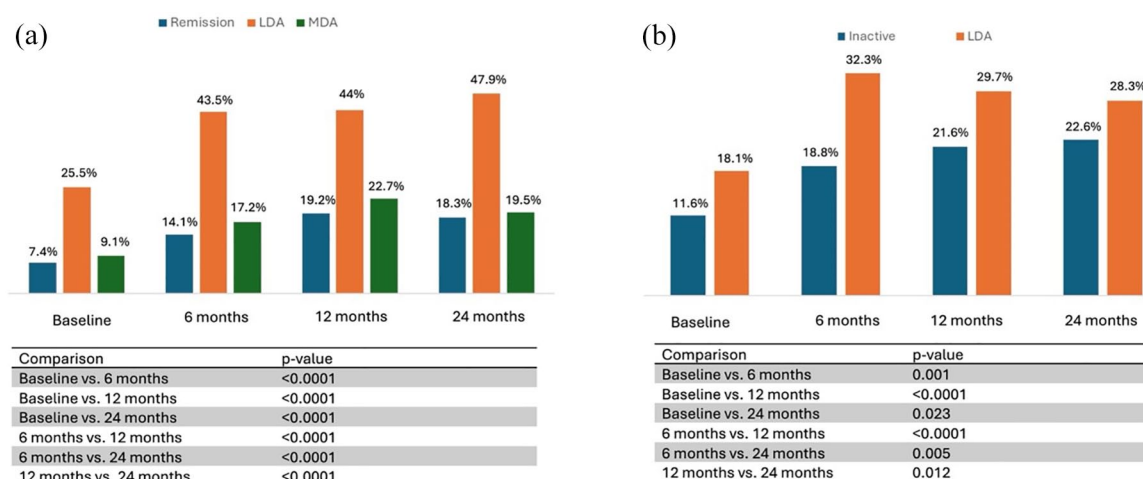 (a)
Remission LDA MDA
47.9%
43.5% 44%
25.5%
22.7%
19.2% 18.3% 19.5%
14.1% 17.2%
7.4% 9.1%
Baseline 6 months 12 months 24 months
Comparison p-value
Baseline vs. 6 months <0.0001
Baseline vs. 12 months <0.0001
Baseline vs. 24 months <0.0001
6 months vs. 12 months <0.0001
6 months vs. 24 months <0.0001
12 months vs. 24 months <0.0001
(b)
Inactive LDA
32.3%
29.7% 28.3%
21.6% 22.6%
18.1% 18.8%
11.6%
Baseline 6 months 12 months 24 months
Comparison p-value
Baseline vs. 6 months 0.001
Baseline vs. 12 months <0.0001
Baseline vs. 24 months 0.023
6 months vs. 12 months <0.0001
6 months vs. 24 months 0.005
12 months vs. 24 months 0.012